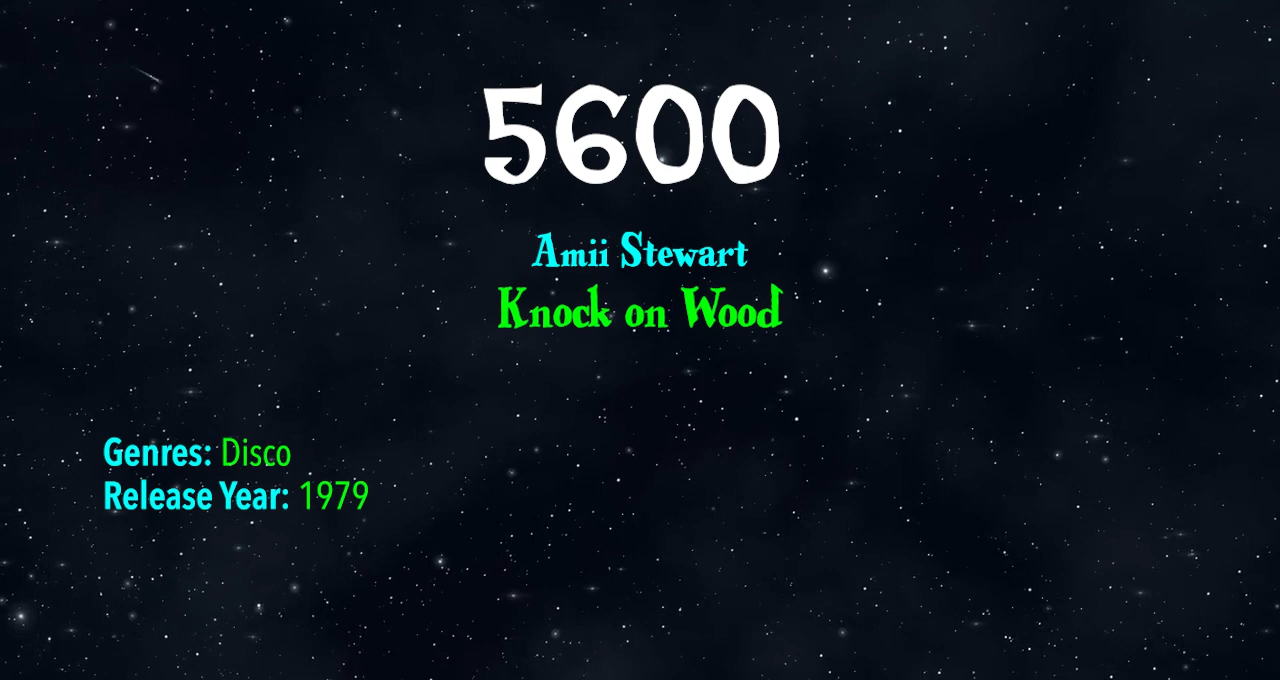 5600
Amii Stewart
Knock on Wood
Genres: Disco
Release Year: 1979